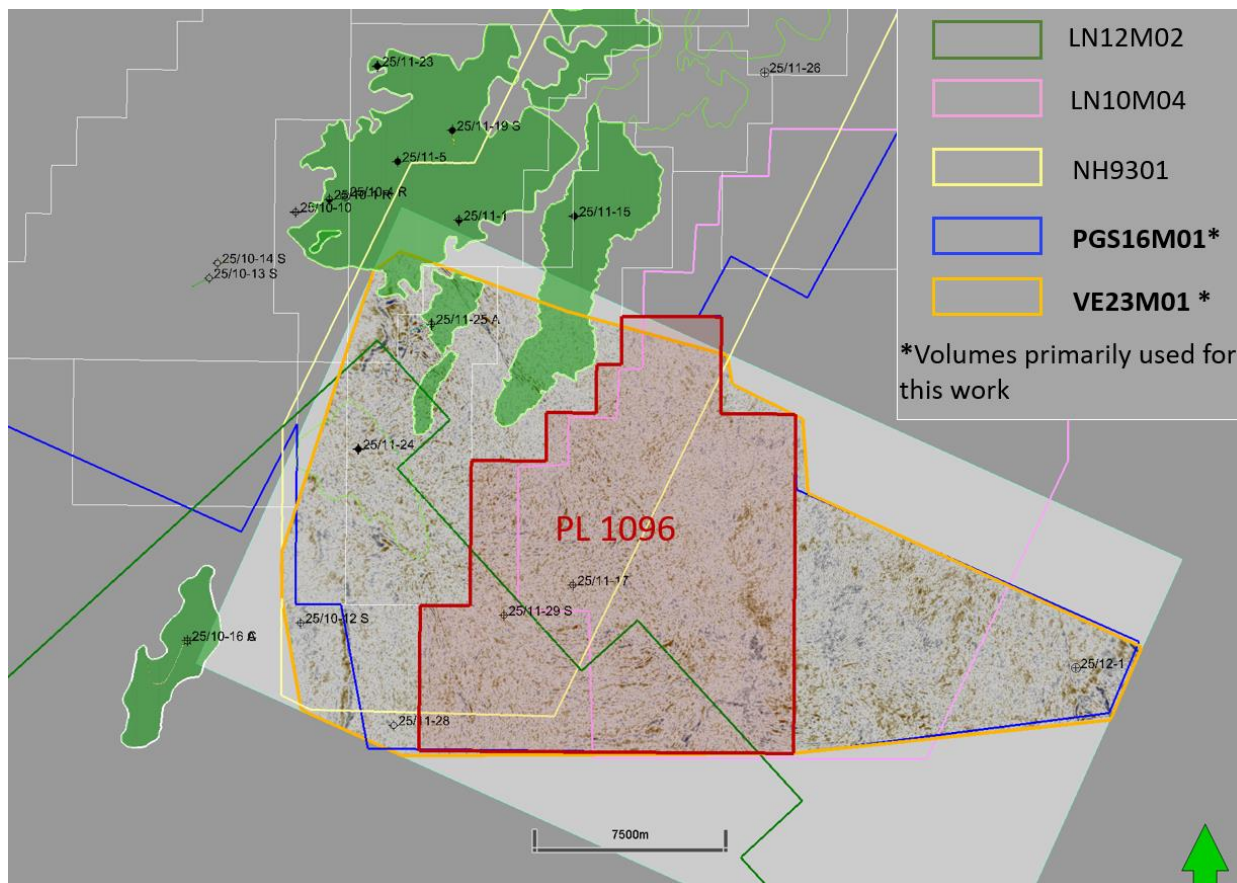 25/11-23
25/11-26
LN12M02
LN10M04
NH9301
PGS16M01*
VE23M01 *
*Volumes primarily used for
this work
25/11-19 S
25/11-5
25/10-10
25/11-1
25/11-15
25/10-14 S
25/10-13 S
25/11-25 A
25/11-24
PL 1096
25/11-17
25/11-29 S
25/10-12 S
25/10-16
25/12-1
25/11-28
7500m